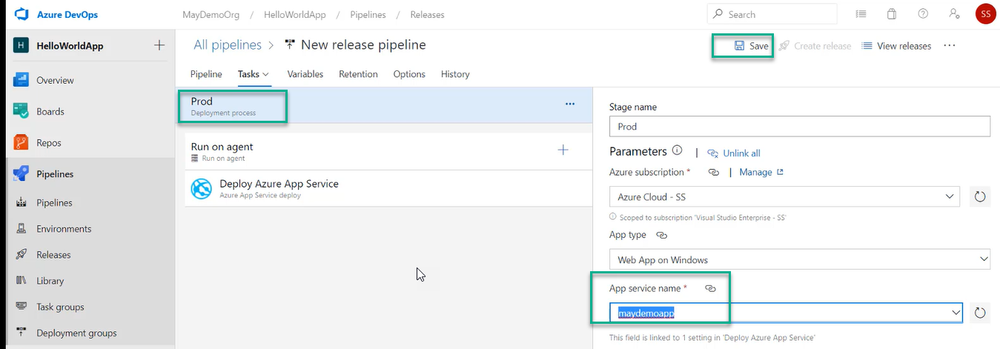 Azure DevOps
MayDemoOrg / HelloWorldApp / Pipelines / Releases
Search
SS
H HelloWorldApp
All pipelines > New release pipeline
Save Create release View releases ...
Pipeline Tasks Variables Retention Options History
Overview
Boards
Repos
Pipelines
Pipelines
Environments
Releases
Library
Task groups
Deployment groups
Prod
Deployment process
Run on agent
Run on agent
Deploy Azure App Service
Azure App Service deploy
Stage name
Prod
Parameters | Unlink all
Azure subscription * | Manage
Azure Cloud - SS
Scoped to subscription 'Visual Studio Enterprise - SS'
App type
Web App on Windows
App service name *
maydemoapp
This field is linked to 1 setting in 'Deploy Azure App Service'